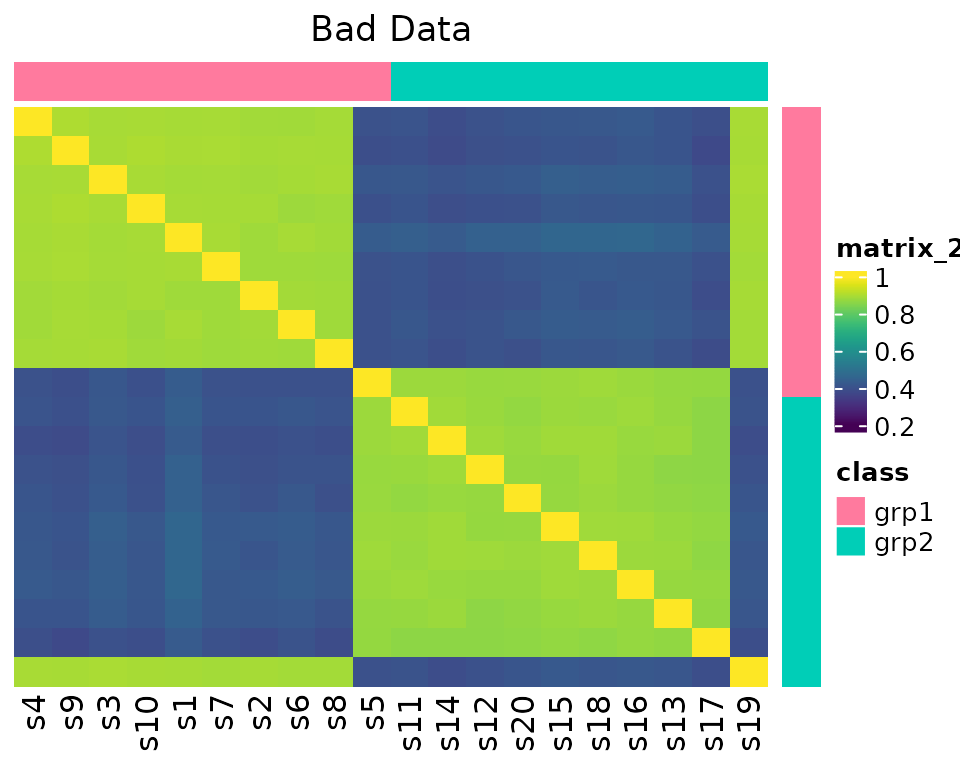 Bad Data
matrix_2
1
0.8
0.6
0.4
0.2
class
grp1
grp2
s4 s9 s3 s10 s1 s7 s2 s6 s8 s5 s11 s14 s12 s20 s15 s18 s16 s13 s17 s19